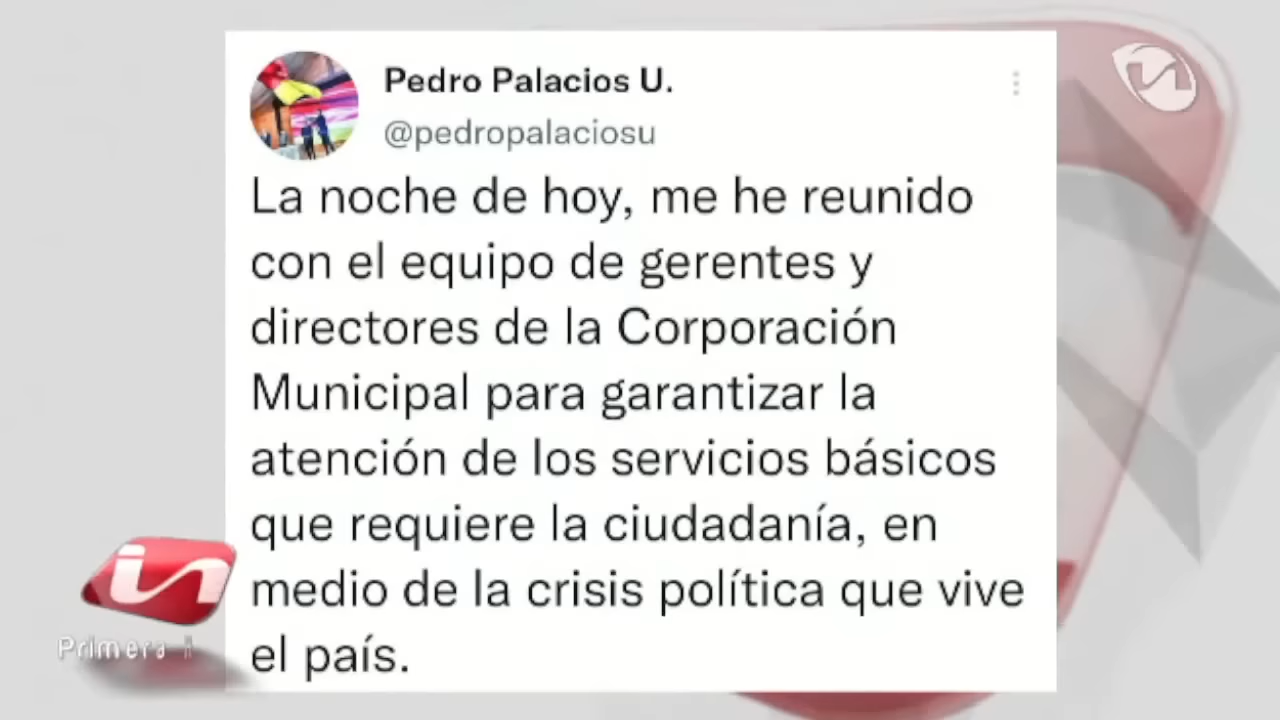 Pedro Palacios U.
@pedropalaciosu
La noche de hoy, me he reunido
con el equipo de gerentes y
directores de la Corporación
Municipal para garantizar la
atención de los servicios básicos
que requiere la ciudadanía, en
medio de la crisis política que vive
el país.
Primera